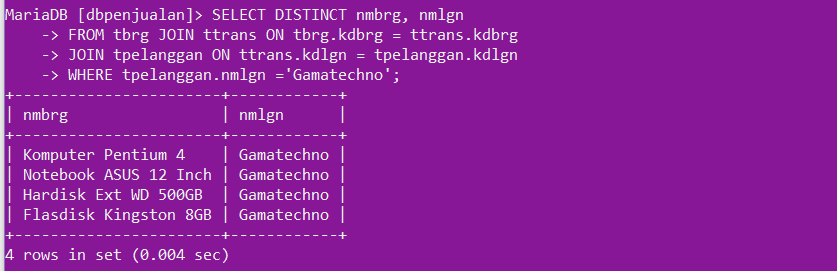 MariaDB [dbpenjualan]> SELECT DISTINCT nmbrg, nmlgn
    -> FROM tbrg JOIN ttrans ON tbrg.kdbrg = ttrans.kdbrg
    -> JOIN tpelanggan ON ttrans.kdlgn = tpelanggan.kdlgn
    -> WHERE tpelanggan.nmlgn ='Gamatechno';
+----------------------+------------+
| nmbrg                | nmlgn      |
+----------------------+------------+
| Komputer Pentium 4   | Gamatechno |
| Notebook ASUS 12 Inch | Gamatechno |
| Hardisk Ext WD 500GB | Gamatechno |
| Flasdisk Kingston 8GB | Gamatechno |
+----------------------+------------+
4 rows in set (0.004 sec)